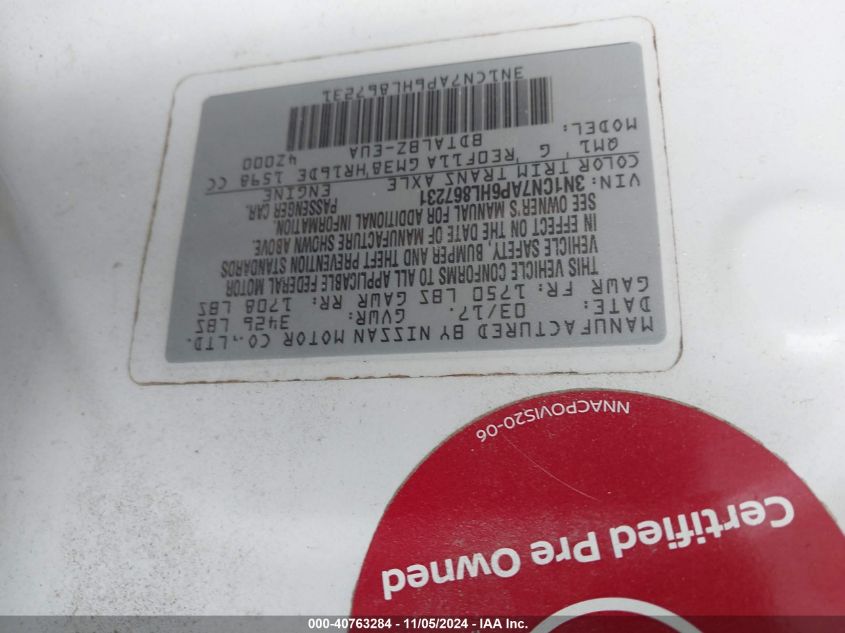 MANUFACTURED BY NISSAN MOTOR CO., LTD.
DATE: 03/17. GVWR: 3426 LBS
GAWR FR: 1750 LBS GAWR RR: 1708 LBS
THIS VEHICLE CONFORMS TO ALL APPLICABLE FEDERAL MOTOR
VEHICLE SAFETY, BUMPER AND THEFT PREVENTION STANDARDS
IN EFFECT ON THE DATE OF MANUFACTURE SHOWN ABOVE.
SEE OWNER'S MANUAL FOR ADDITIONAL INFORMATION.
VIN: 3N1CN7AP6HL867231 PASSENGER CAR.
COLOR TRIM TRANS AXLE ENGINE
QM1 G RE0F11A GM38 HR16DE 1598 CC
MODEL: BDTALBZ-EUA 4Z000
3N1CN7AP6HL867231
NNACPOVIS20-06
Certified Pre Owned
000-40763284 - 11/05/2024 - IAA Inc.